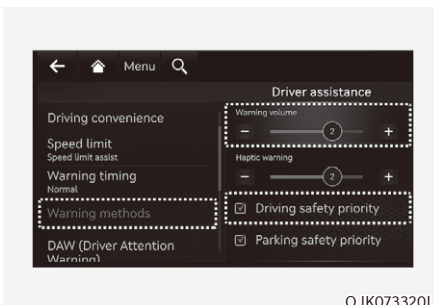 Menu
Driver assistance
Driving convenience
Speed limit
Speed limit assist
Warning timing
Normal
Warning methods
DAW (Driver Attention
Warning)
Warning volume
− 2 +
Haptic warning
− 2 +
Driving safety priority
Parking safety priority
OJK073320L